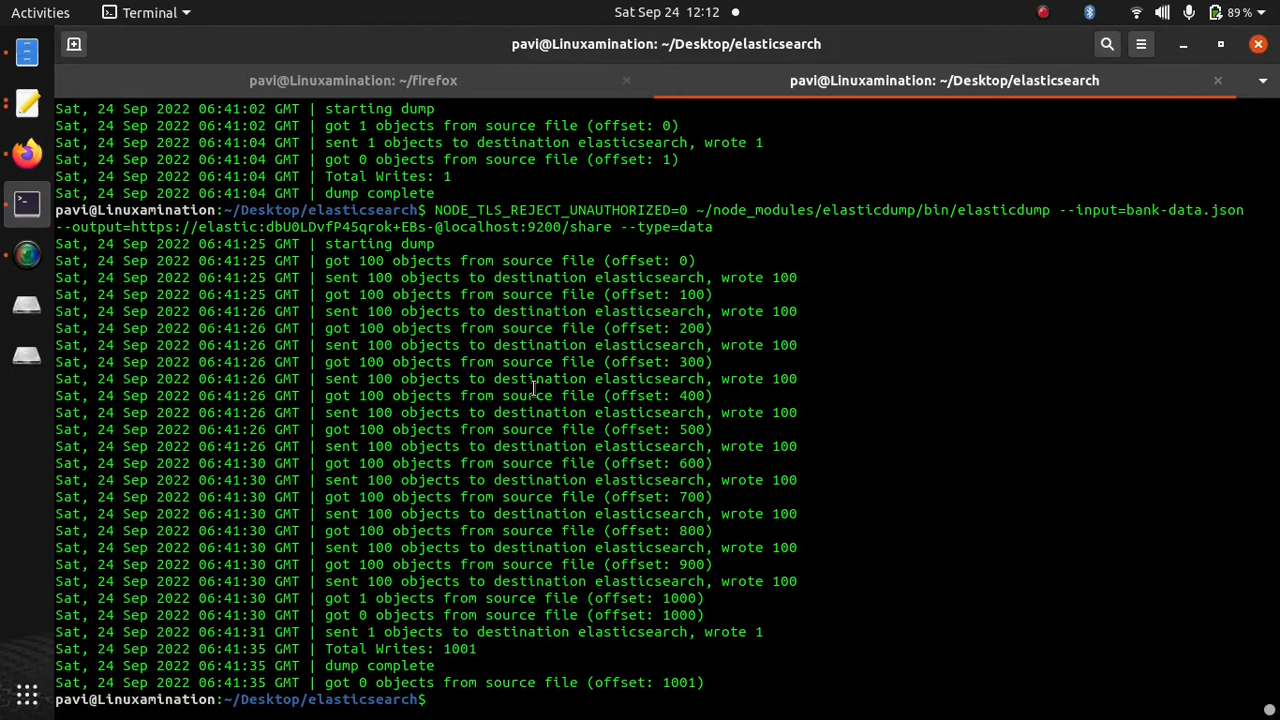 Activities
Terminal
Sat Sep 24 12:12
89 %
pavi@Linuxamination: ~/Desktop/elasticsearch
pavi@Linuxamination: ~/firefox
pavi@Linuxamination: ~/Desktop/elasticsearch
Sat, 24 Sep 2022 06:41:02 GMT | starting dump
Sat, 24 Sep 2022 06:41:02 GMT | got 1 objects from source file (offset: 0)
Sat, 24 Sep 2022 06:41:04 GMT | sent 1 objects to destination elasticsearch, wrote 1
Sat, 24 Sep 2022 06:41:04 GMT | got 0 objects from source file (offset: 1)
Sat, 24 Sep 2022 06:41:04 GMT | Total Writes: 1
Sat, 24 Sep 2022 06:41:04 GMT | dump complete
pavi@Linuxamination:~/Desktop/elasticsearch$ NODE_TLS_REJECT_UNAUTHORIZED=0 ~/node_modules/elasticdump/bin/elasticdump --input=bank-data.json
--output=https://elastic:dbU0LDvfP45qrok+EBs-@localhost:9200/share --type=data
Sat, 24 Sep 2022 06:41:25 GMT | starting dump
Sat, 24 Sep 2022 06:41:25 GMT | got 100 objects from source file (offset: 0)
Sat, 24 Sep 2022 06:41:25 GMT | sent 100 objects to destination elasticsearch, wrote 100
Sat, 24 Sep 2022 06:41:25 GMT | got 100 objects from source file (offset: 100)
Sat, 24 Sep 2022 06:41:26 GMT | sent 100 objects to destination elasticsearch, wrote 100
Sat, 24 Sep 2022 06:41:26 GMT | got 100 objects from source file (offset: 200)
Sat, 24 Sep 2022 06:41:26 GMT | sent 100 objects to destination elasticsearch, wrote 100
Sat, 24 Sep 2022 06:41:26 GMT | got 100 objects from source file (offset: 300)
Sat, 24 Sep 2022 06:41:26 GMT | sent 100 objects to destination elasticsearch, wrote 100
Sat, 24 Sep 2022 06:41:26 GMT | got 100 objects from source file (offset: 400)
Sat, 24 Sep 2022 06:41:26 GMT | sent 100 objects to destination elasticsearch, wrote 100
Sat, 24 Sep 2022 06:41:26 GMT | got 100 objects from source file (offset: 500)
Sat, 24 Sep 2022 06:41:26 GMT | sent 100 objects to destination elasticsearch, wrote 100
Sat, 24 Sep 2022 06:41:30 GMT | got 100 objects from source file (offset: 600)
Sat, 24 Sep 2022 06:41:30 GMT | sent 100 objects to destination elasticsearch, wrote 100
Sat, 24 Sep 2022 06:41:30 GMT | got 100 objects from source file (offset: 700)
Sat, 24 Sep 2022 06:41:30 GMT | sent 100 objects to destination elasticsearch, wrote 100
Sat, 24 Sep 2022 06:41:30 GMT | got 100 objects from source file (offset: 800)
Sat, 24 Sep 2022 06:41:30 GMT | sent 100 objects to destination elasticsearch, wrote 100
Sat, 24 Sep 2022 06:41:30 GMT | got 100 objects from source file (offset: 900)
Sat, 24 Sep 2022 06:41:30 GMT | sent 100 objects to destination elasticsearch, wrote 100
Sat, 24 Sep 2022 06:41:30 GMT | got 1 objects from source file (offset: 1000)
Sat, 24 Sep 2022 06:41:30 GMT | got 0 objects from source file (offset: 1000)
Sat, 24 Sep 2022 06:41:31 GMT | sent 1 objects to destination elasticsearch, wrote 1
Sat, 24 Sep 2022 06:41:35 GMT | Total Writes: 1001
Sat, 24 Sep 2022 06:41:35 GMT | dump complete
Sat, 24 Sep 2022 06:41:35 GMT | got 0 objects from source file (offset: 1001)
pavi@Linuxamination:~/Desktop/elasticsearch$